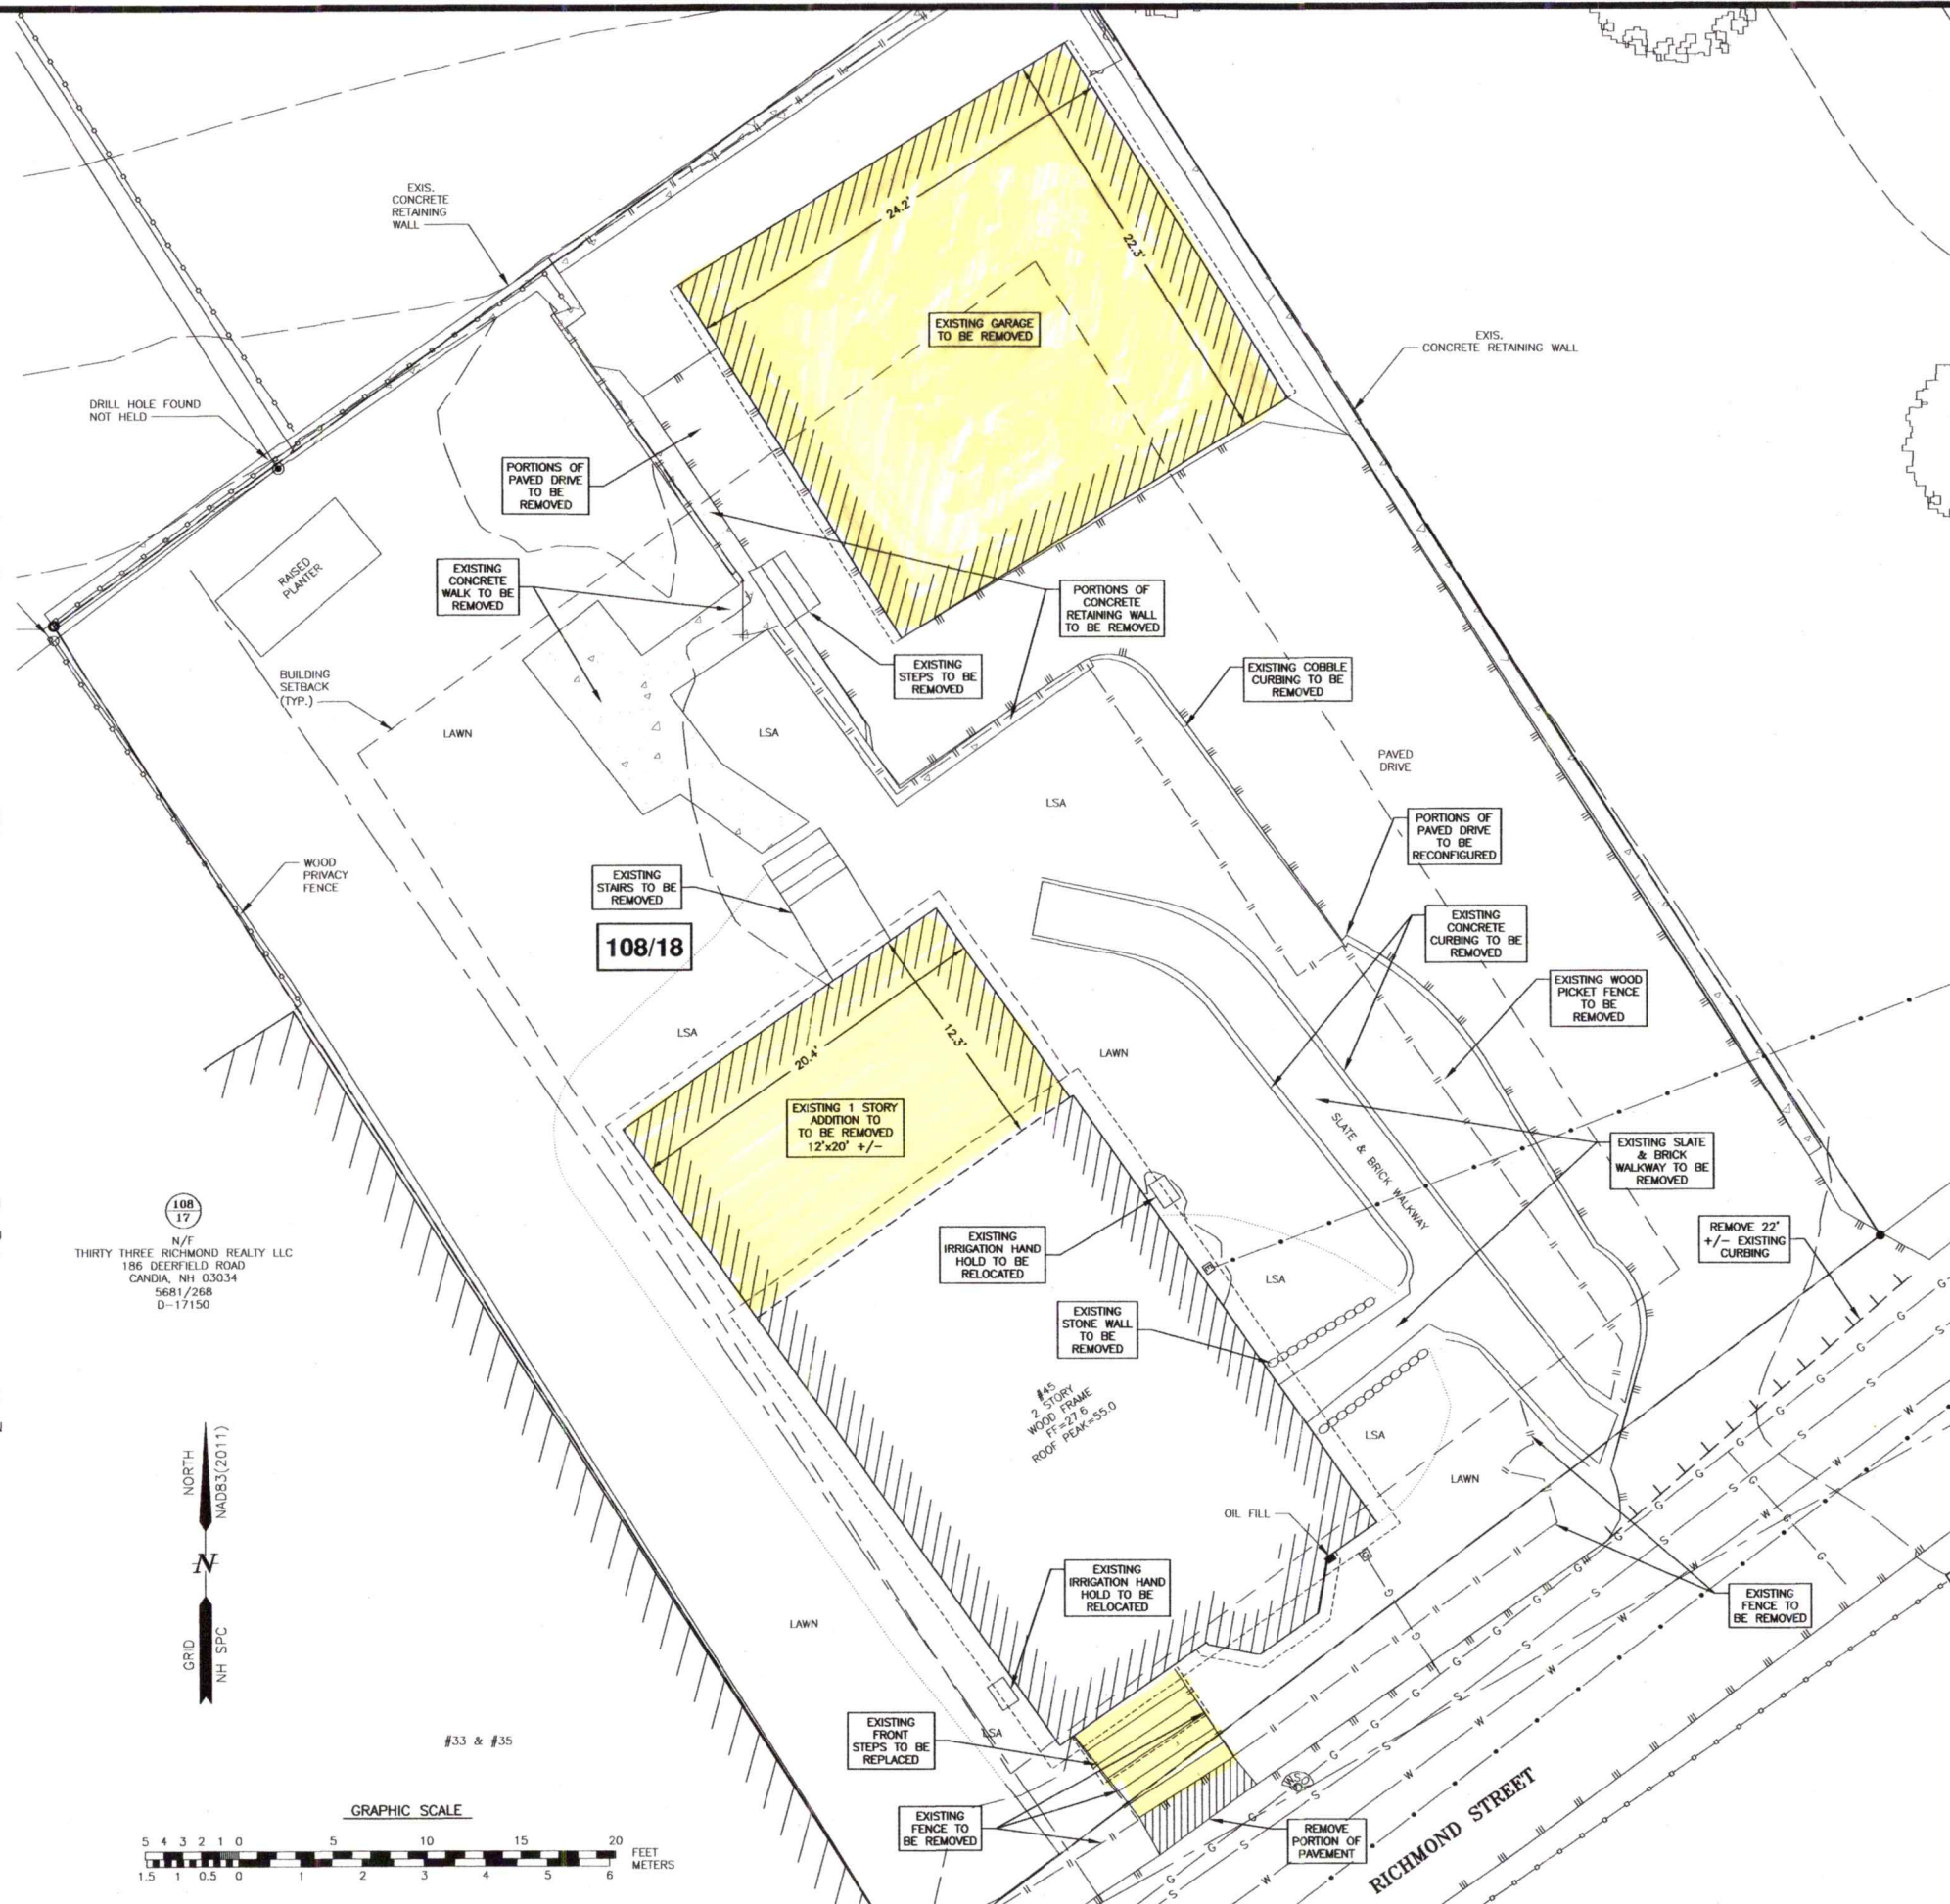 EXIS.
CONCRETE
RETAINING
WALL
24.2'
22.3'
EXISTING GARAGE
TO BE REMOVED
EXIS.
CONCRETE RETAINING WALL
DRILL HOLE FOUND
NOT HELD
PORTIONS OF
PAVED DRIVE
TO BE
REMOVED
RAISED
PLANTER
EXISTING
CONCRETE
WALK TO BE
REMOVED
PORTIONS OF
CONCRETE
RETAINING WALL
TO BE REMOVED
EXISTING
STEPS TO BE
REMOVED
EXISTING COBBLE
CURBING TO BE
REMOVED
BUILDING
SETBACK
(TYP.)
LAWN
LSA
PAVED
DRIVE
LSA
PORTIONS OF
PAVED DRIVE
TO BE
RECONFIGURED
WOOD
PRIVACY
FENCE
EXISTING
STAIRS TO BE
REMOVED
108/18
EXISTING
CONCRETE
CURBING TO BE
REMOVED
EXISTING WOOD
PICKET FENCE
TO BE
REMOVED
LSA
20.4'
12.3'
LAWN
EXISTING 1 STORY
ADDITION TO
TO BE REMOVED
12'x20' +/-
SLATE & BRICK WALKWAY
EXISTING SLATE
& BRICK
WALKWAY TO BE
REMOVED
108
17
N/F
THIRTY THREE RICHMOND REALTY LLC
186 DEERFIELD ROAD
CANDIA, NH 03034
5681/268
D-17150
EXISTING
IRRIGATION HAND
HOLD TO BE
RELOCATED
REMOVE 22'
+/- EXISTING
CURBING
LSA
EXISTING
STONE WALL
TO BE
REMOVED
#45
2 STORY
WOOD FRAME
FF=27.6
ROOF PEAK=55.0
LSA
LAWN
OIL FILL
NORTH
NAD83(2011)
N
GRID
NH SPC
EXISTING
IRRIGATION HAND
HOLD TO BE
RELOCATED
EXISTING
FENCE TO
BE REMOVED
LAWN
#33 & #35
EXISTING
FRONT
STEPS TO BE
REPLACED
LSA
WSO
EXISTING
FENCE TO
BE REMOVED
REMOVE
PORTION OF
PAVEMENT
RICHMOND STREET
GRAPHIC SCALE
5 4 3 2 1 0 5 10 15 20
FEET
METERS
1.5 1 0.5 0 1 2 3 4 5 6